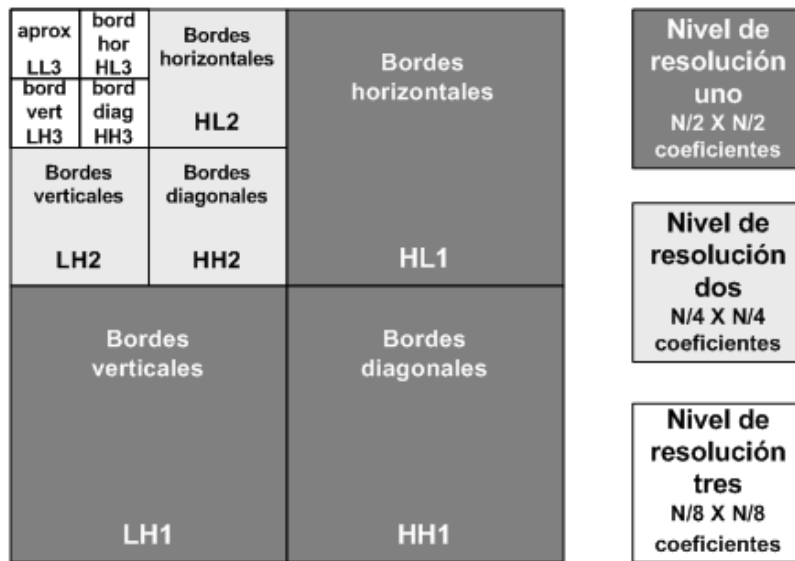 aprox
LL3
bord
hor
HL3
bord
vert
LH3
bord
diag
HH3
Bordes
horizontales
HL2
Bordes
verticales
LH2
Bordes
diagonales
HH2
Bordes
horizontales
HL1
Bordes
verticales
LH1
Bordes
diagonales
HH1
Nivel de
resolución
uno
N/2 X N/2
coeficientes
Nivel de
resolución
dos
N/4 X N/4
coeficientes
Nivel de
resolución
tres
N/8 X N/8
coeficientes